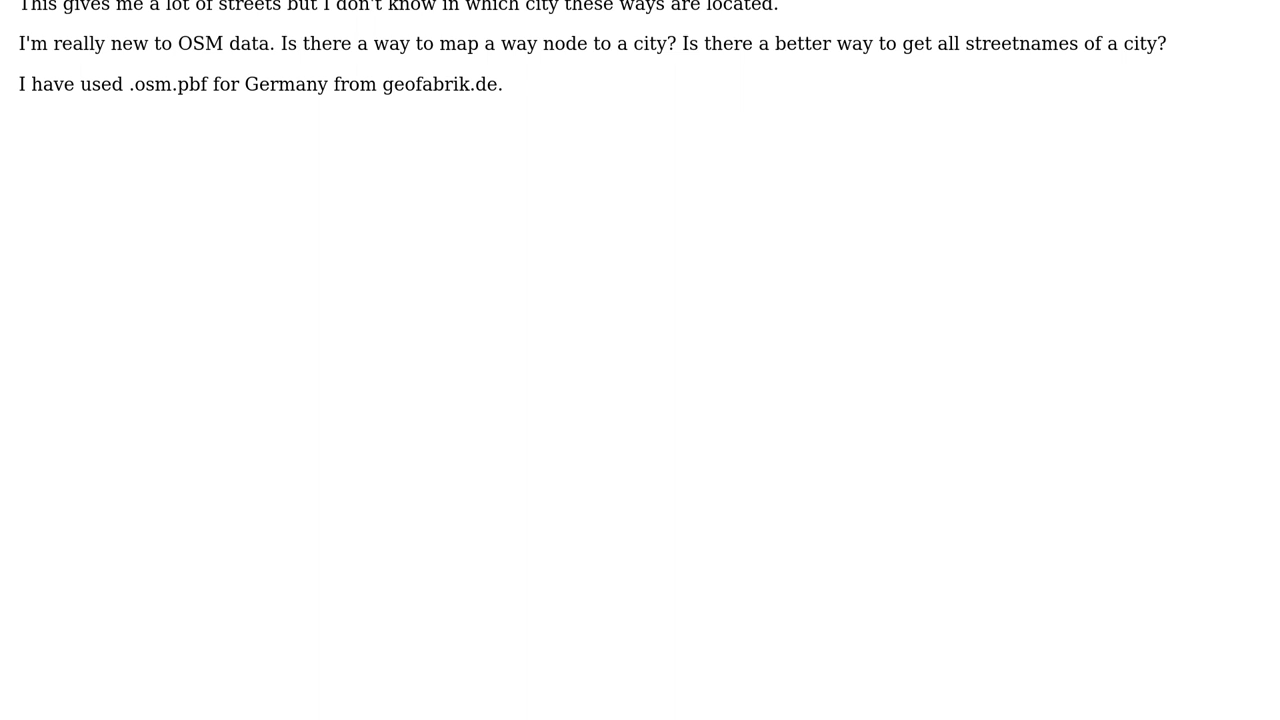 This gives me a lot of streets but I don't know in which city these ways are located.
I'm really new to OSM data. Is there a way to map a way node to a city? Is there a better way to get all streetnames of a city?
I have used .osm.pbf for Germany from geofabrik.de.